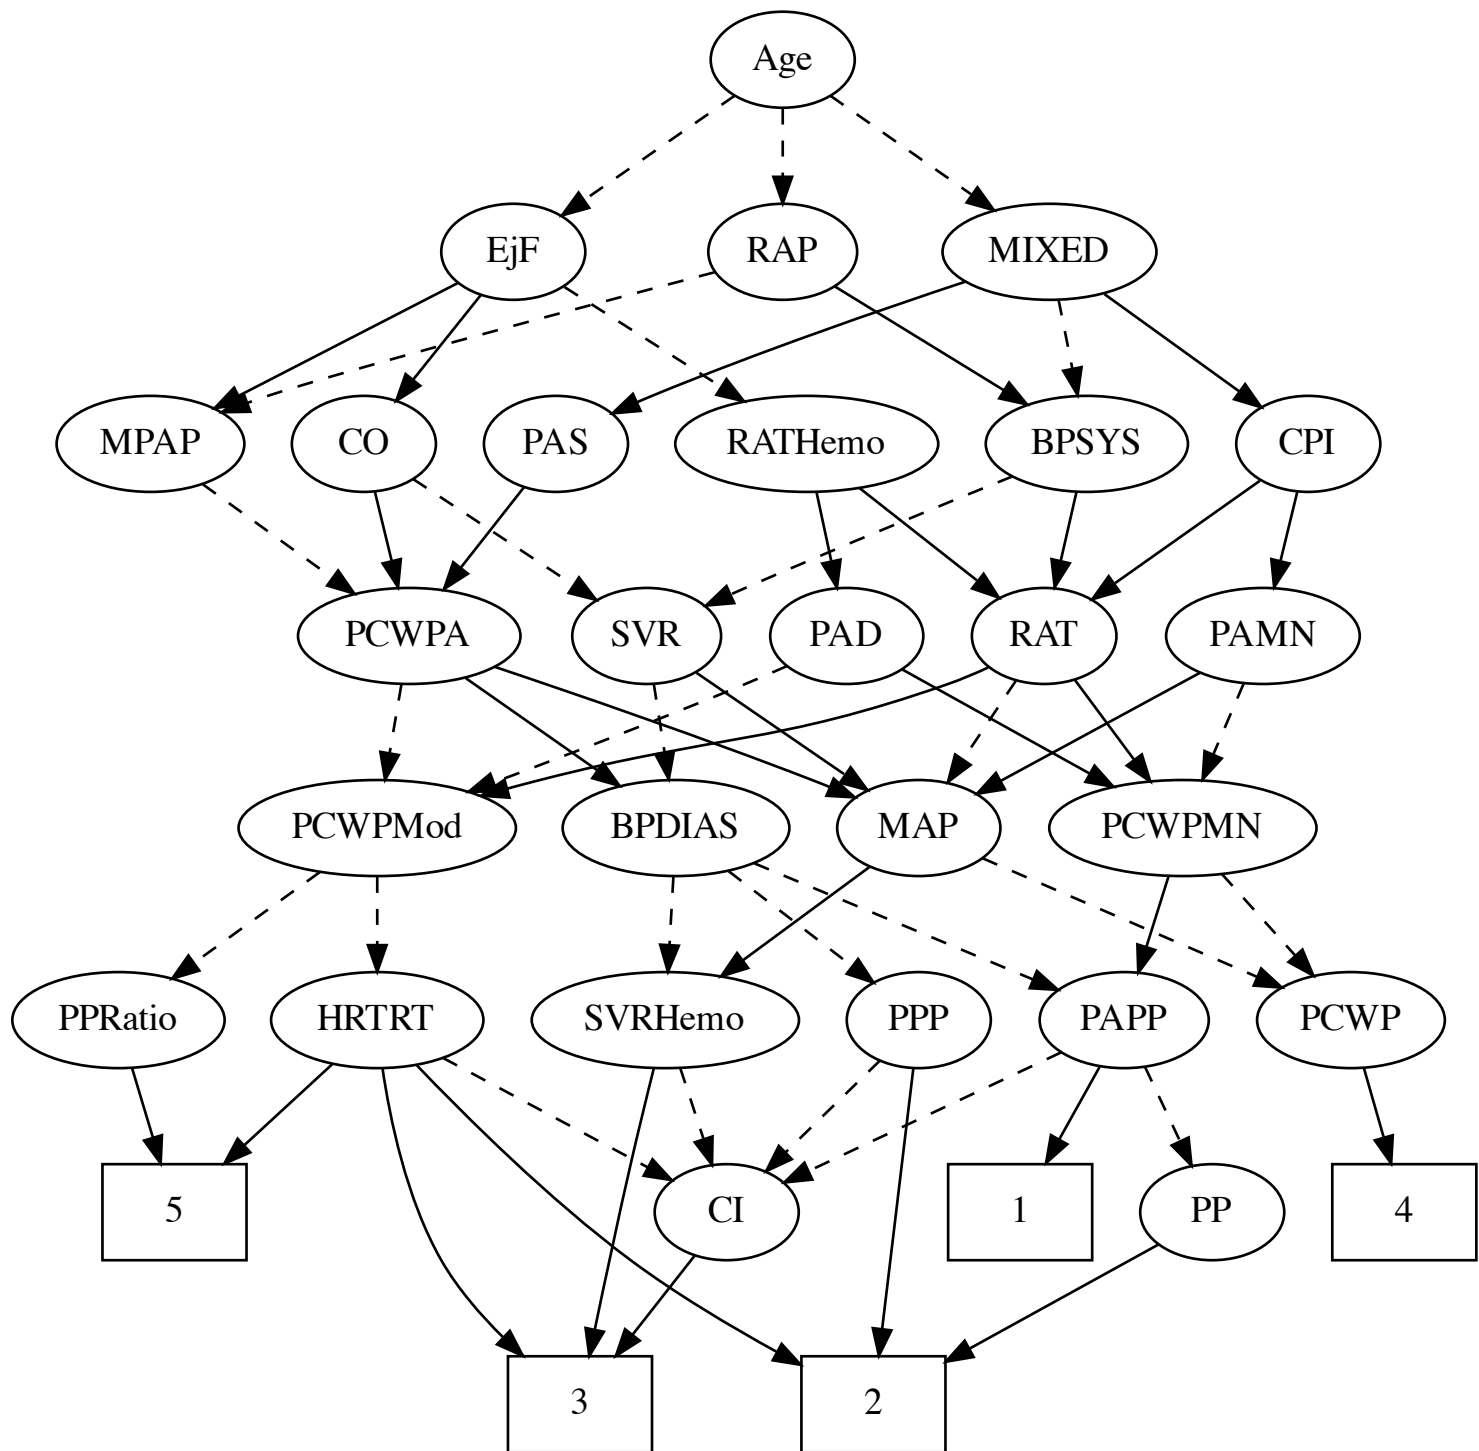 Age
EjF
RAP
MIXED
MPAP
CO
PAS
RATHemo
BPSYS
CPI
PCWPA
SVR
PAD
RAT
PAMN
PCWPMod
BPDIAS
MAP
PCWPMN
PPRatio
HRTRT
SVRHemo
PPP
PAPP
PCWP
5
CI
1
PP
4
3
2